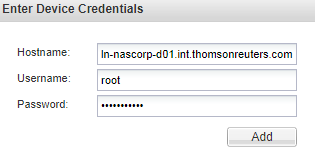 Enter Device Credentials
Hostname: ln-nascorp-d01.int.thomsonreuters.com
Username: root
Password: •••••••••••
Add